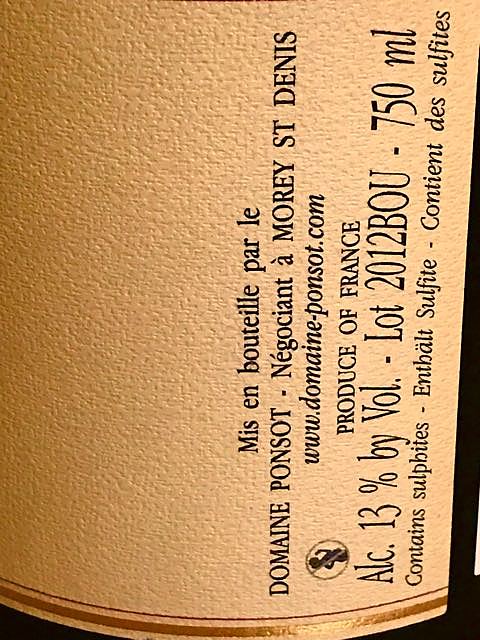 Mis en bouteille par le
DOMAINE PONSOT - Négociant à MOREY ST DENIS
www.domaine-ponsot.com
PRODUCE OF FRANCE
Alc. 13 % by Vol. - Lot 2012BOU - 750 ml
Contains sulphites - Enthält Sulfite - Contient des sulfites